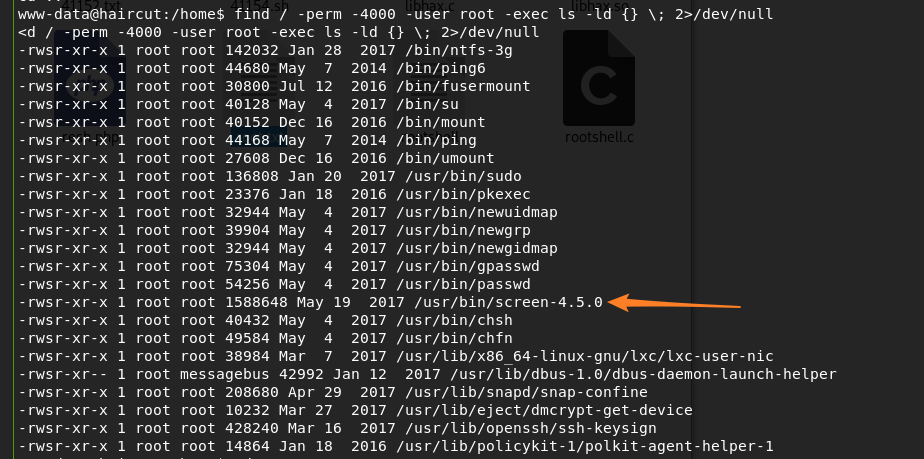 41152.txt 41154.sh libhax.c libhax.so
www-data@haircut:/home$ find / -perm -4000 -user root -exec ls -ld {} \; 2>/dev/null
<d / -perm -4000 -user root -exec ls -ld {} \; 2>/dev/null
-rwsr-xr-x 1 root root 142032 Jan 28  2017 /bin/ntfs-3g
-rwsr-xr-x 1 root root 44680 May  7  2014 /bin/ping6
-rwsr-xr-x 1 root root 30800 Jul 12  2016 /bin/fusermount
-rwsr-xr-x 1 root root 40128 May  4  2017 /bin/su
-rwsr-xr-x 1 root root 40152 Dec 16  2016 /bin/mount
-rwsr-xr-x 1 root root 44168 May  7  2014 /bin/ping
rootshell.c
-rwsr-xr-x 1 root root 27608 Dec 16  2016 /bin/umount
-rwsr-xr-x 1 root root 136808 Jan 20  2017 /usr/bin/sudo
-rwsr-xr-x 1 root root 23376 Jan 18  2016 /usr/bin/pkexec
-rwsr-xr-x 1 root root 32944 May  4  2017 /usr/bin/newuidmap
-rwsr-xr-x 1 root root 39904 May  4  2017 /usr/bin/newgrp
-rwsr-xr-x 1 root root 32944 May  4  2017 /usr/bin/newgidmap
-rwsr-xr-x 1 root root 75304 May  4  2017 /usr/bin/gpasswd
-rwsr-xr-x 1 root root 54256 May  4  2017 /usr/bin/passwd
-rwsr-xr-x 1 root root 1588648 May 19  2017 /usr/bin/screen-4.5.0
-rwsr-xr-x 1 root root 40432 May  4  2017 /usr/bin/chsh
-rwsr-xr-x 1 root root 49584 May  4  2017 /usr/bin/chfn
-rwsr-xr-x 1 root root 38984 Mar  7  2017 /usr/lib/x86_64-linux-gnu/lxc/lxc-user-nic
-rwsr-xr-- 1 root messagebus 42992 Jan 12  2017 /usr/lib/dbus-1.0/dbus-daemon-launch-helper
-rwsr-xr-x 1 root root 208680 Apr 29  2017 /usr/lib/snapd/snap-confine
-rwsr-xr-x 1 root root 10232 Mar 27  2017 /usr/lib/eject/dmcrypt-get-device
-rwsr-xr-x 1 root root 428240 Mar 16  2017 /usr/lib/openssh/ssh-keysign
-rwsr-xr-x 1 root root 14864 Jan 18  2016 /usr/lib/policykit-1/polkit-agent-helper-1